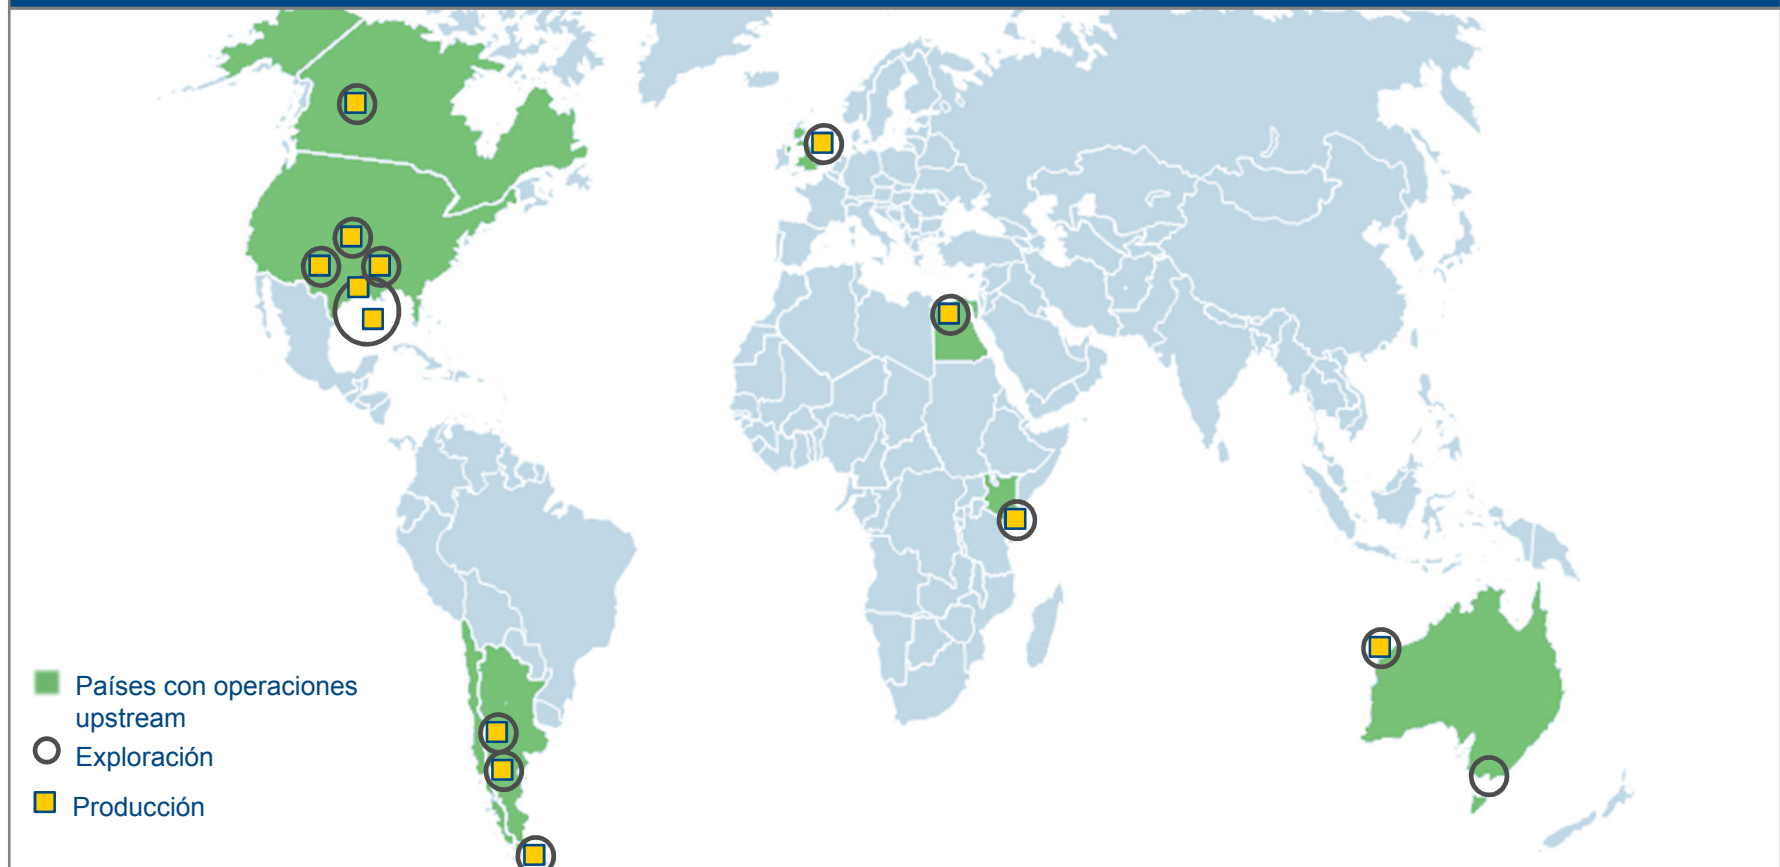 Países con operaciones
upstream
Exploración
Producción